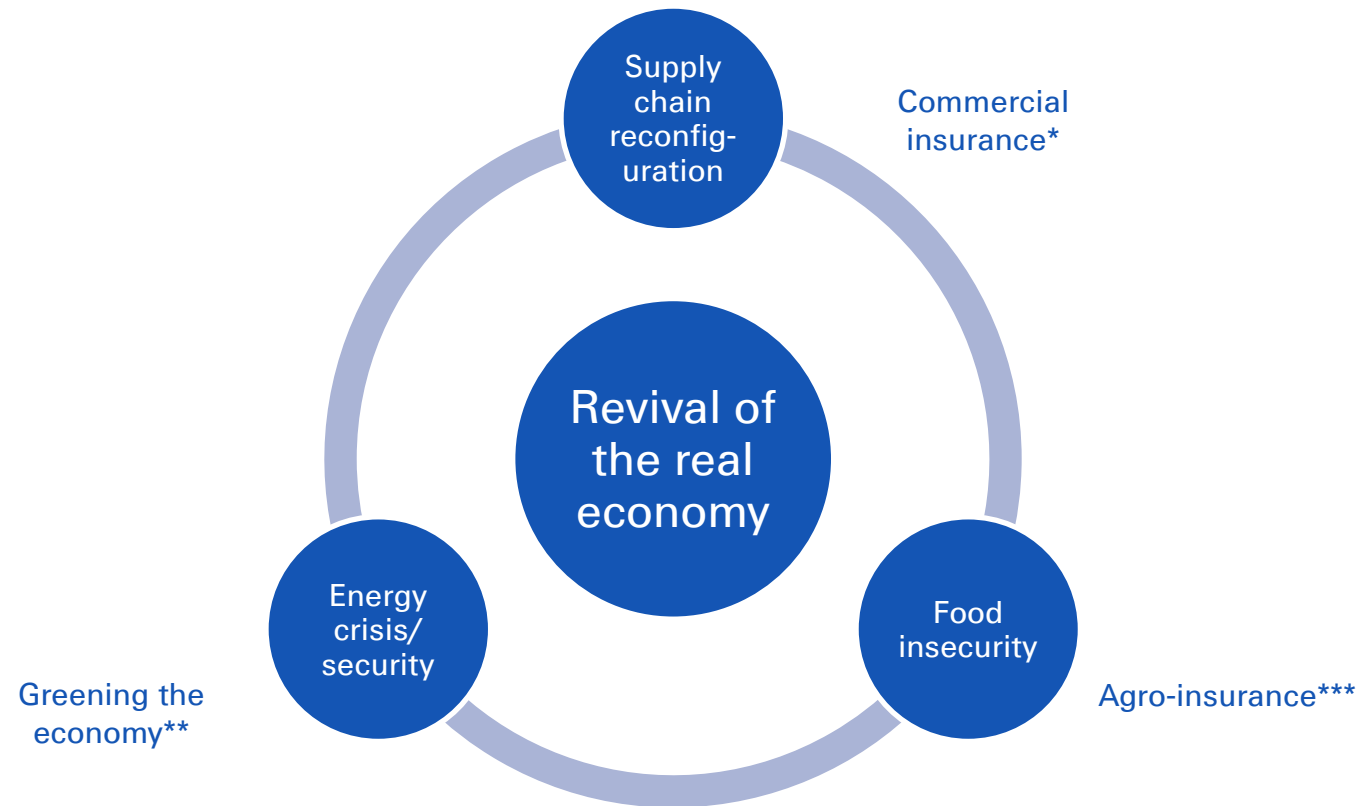 Supply
chain
reconfig-
uration
Commercial
insurance*
Revival of
the real
economy
Energy
crisis/
security
Food
insecurity
Greening the
economy**
Agro-insurance***